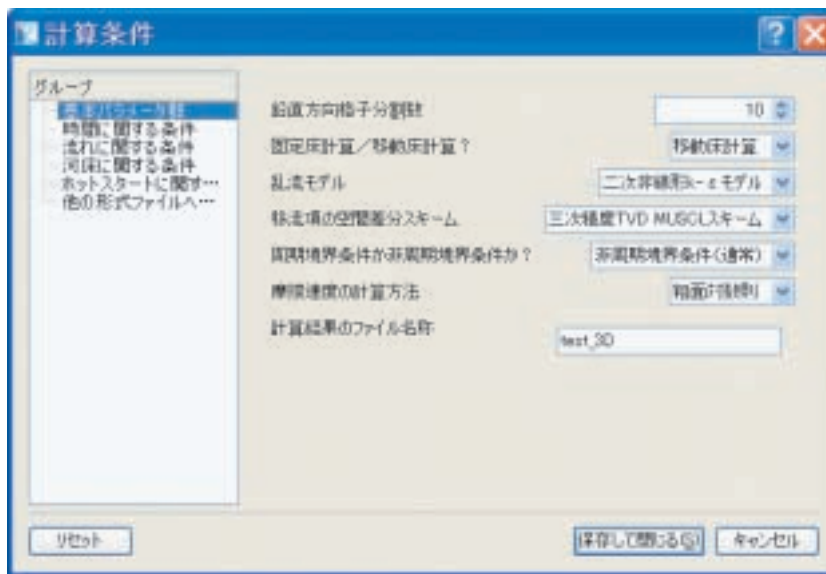 計算条件
グループ
時間に関する条件
流れに関する条件
河床に関する条件
ホットスタートに関す…
他の形式ファイルへ…
鉛直方向格子分割数 10
固定床計算／移動床計算？ 移動床計算
乱流モデル 二次非線形k-εモデル
移流項の空間差分スキーム 三次精度TVD MUSCLスキーム
周期境界条件か非周期境界条件か？ 非周期境界条件(通常)
摩擦速度の計算方法 粗面対数則
計算結果のファイル名称 test_3D
リセット 保存して閉じる(S) キャンセル